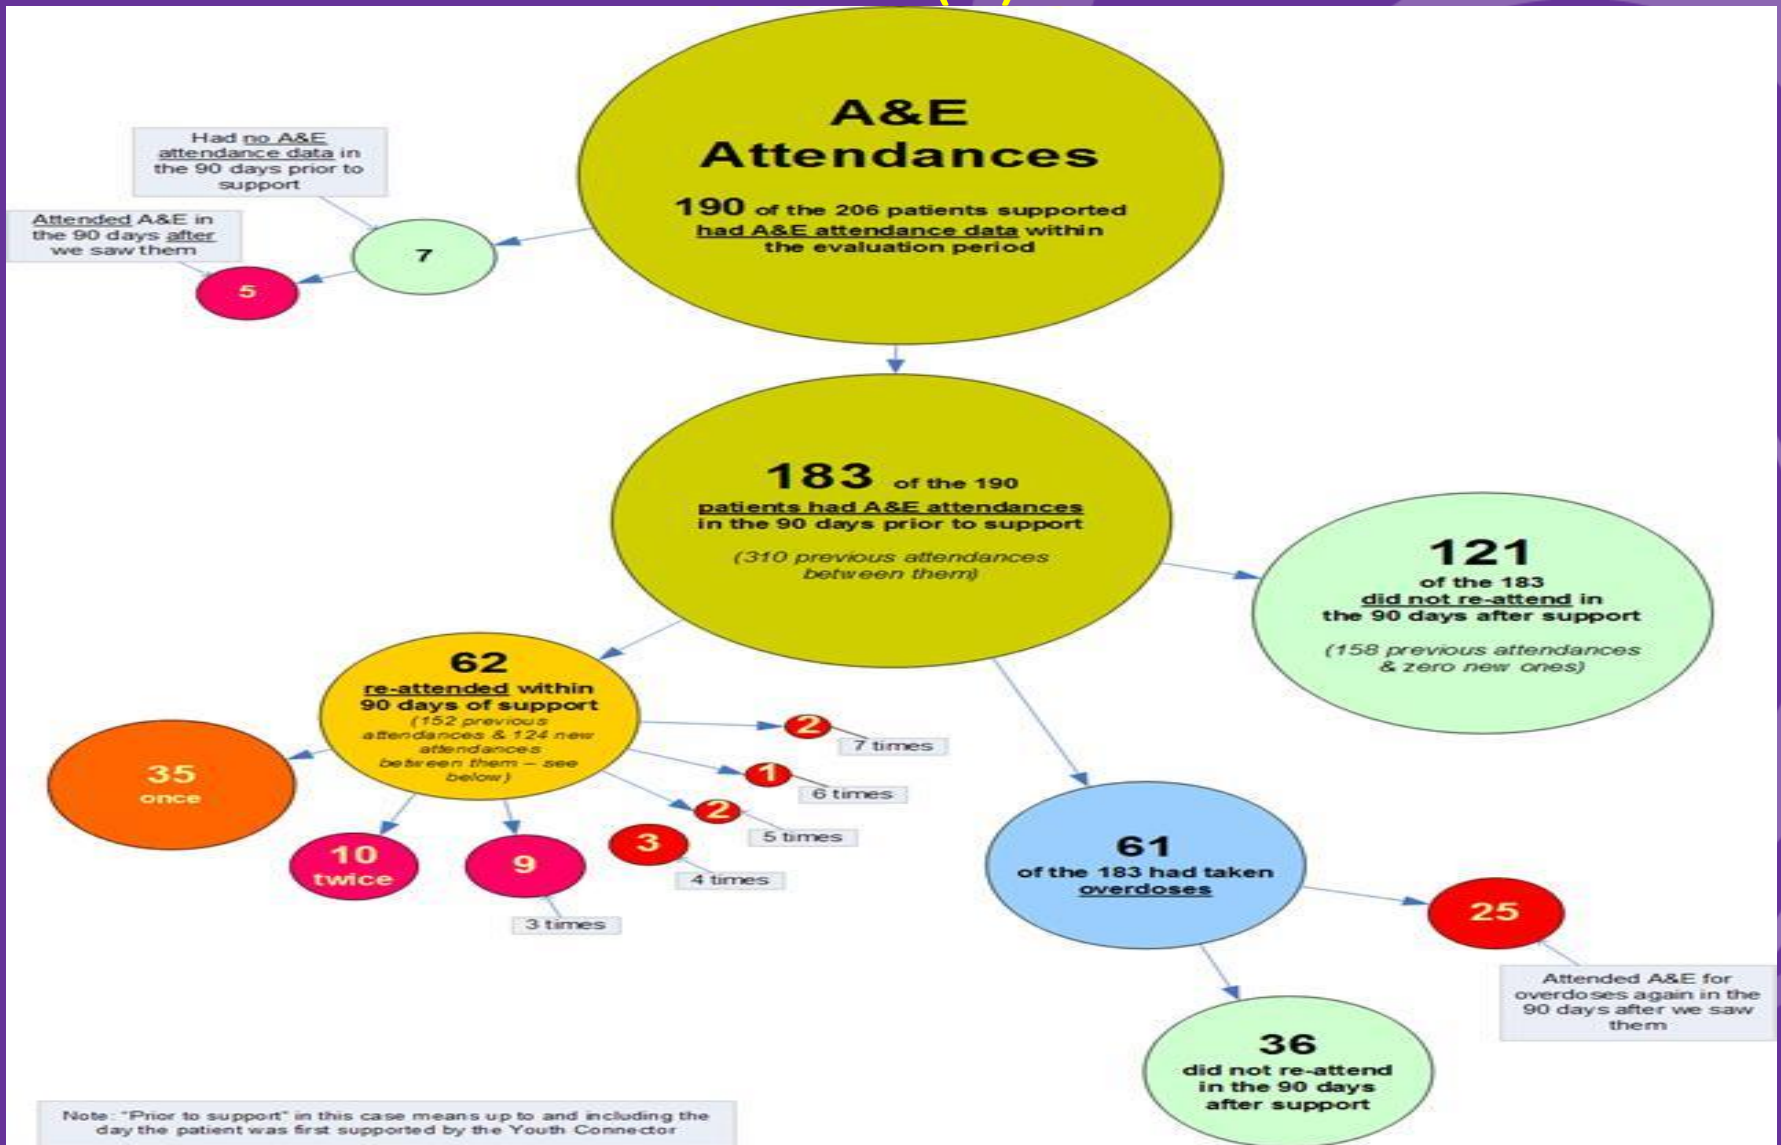 A&E
Attendances
190 of the 206 patients supported
had A&E attendance data within
the evaluation period
Had no A&E
attendance data in
the 90 days prior to
support
Attended A&E in
the 90 days after
we saw them
7
5
183 of the 190
patients had A&E attendances
in the 90 days prior to support
(310 previous attendances
between them)
121
of the 183
did not re-attend in
the 90 days after support
(158 previous attendances
& zero new ones)
62
re-attended within
90 days of support
(152 previous
attendances & 124 new
attendances
between them – see
below)
35
once
10
twice
9
3 times
3
4 times
2
5 times
1
6 times
2
7 times
61
of the 183 had taken
overdoses
25
Attended A&E for
overdoses again in the
90 days after we saw
them
36
did not re-attend
in the 90 days
after support
Note: "Prior to support" in this case means up to and including the
day the patient was first supported by the Youth Connector